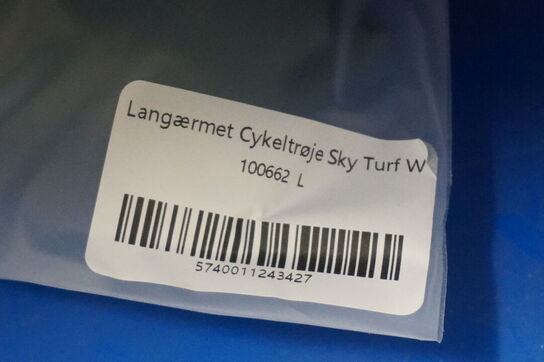 Langærmet Cykeltrøje Sky Turf W
100662 L
5740011243427